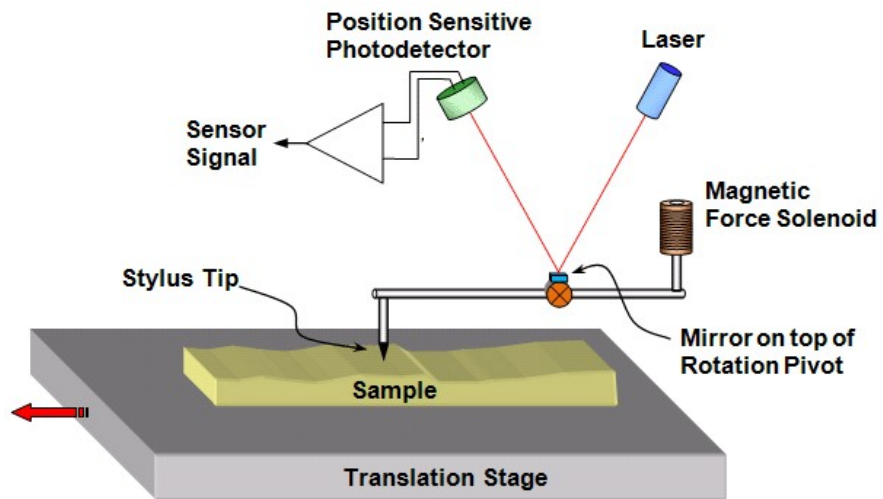 Position Sensitive
Photodetector
Laser
Sensor
Signal
Magnetic
Force Solenoid
Stylus Tip
Mirror on top of
Rotation Pivot
Sample
Translation Stage